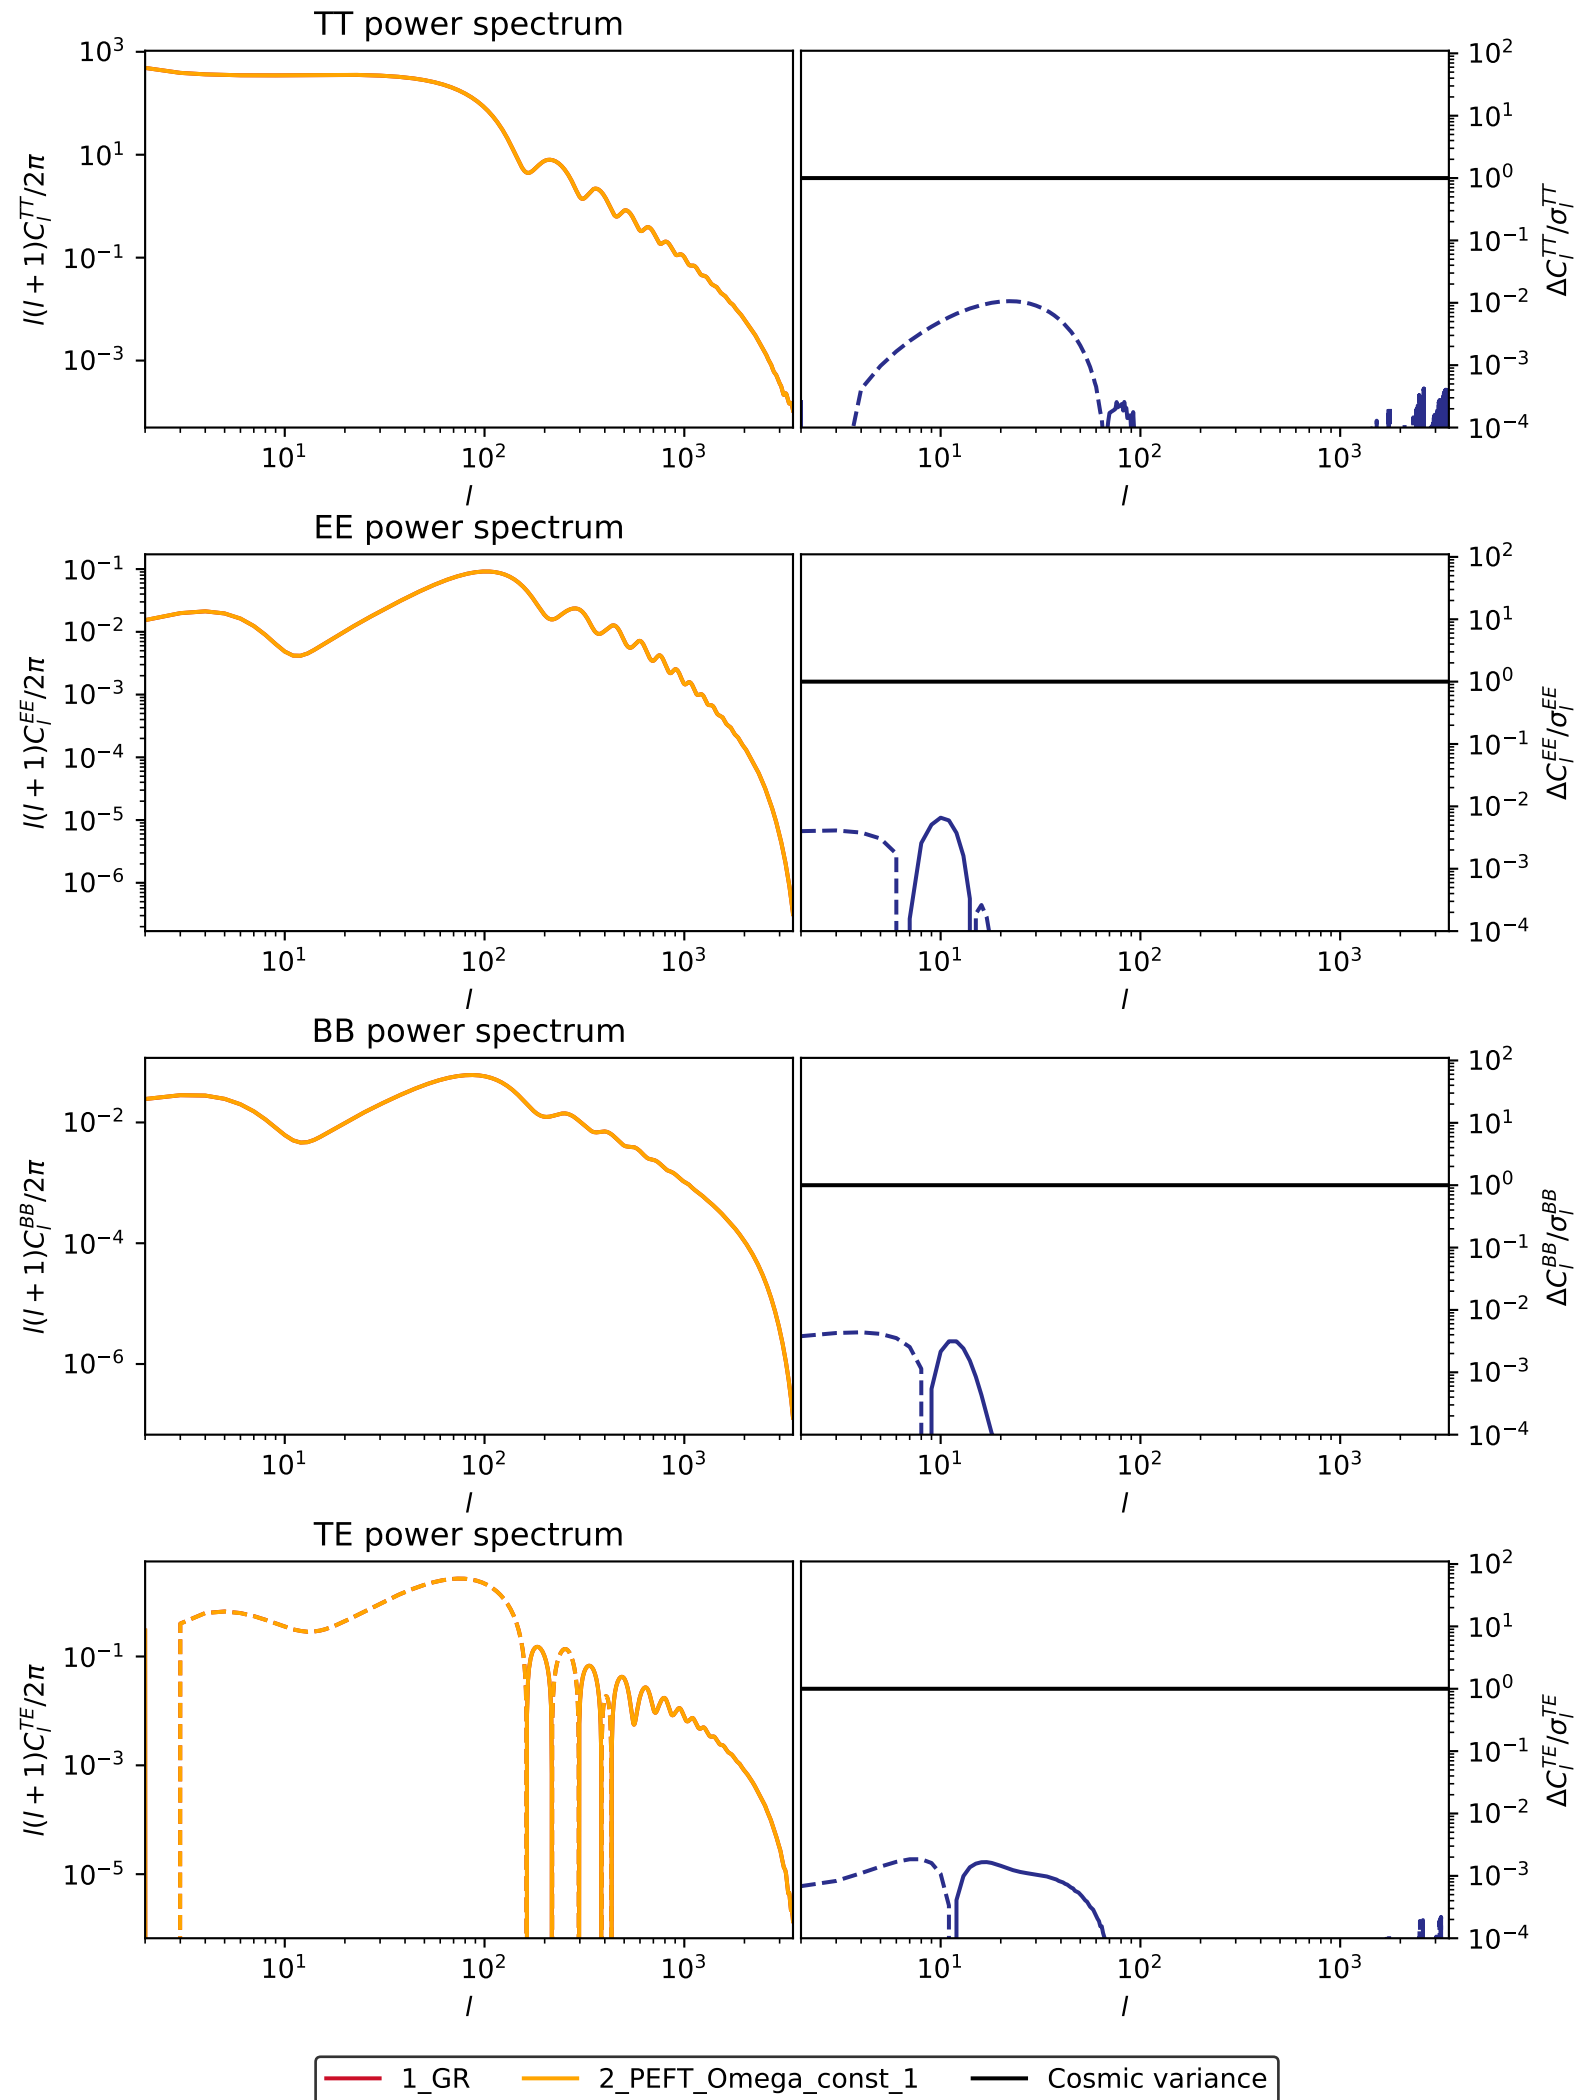 TT power spectrum
10^3
10^1
10^-1
10^-3
l(l + 1)C_l^TT/2π
10^1 10^2 10^3
l
10^2
10^1
10^0
10^-1
10^-2
10^-3
10^-4
ΔC_l^TT/σ_l^TT
10^1 10^2 10^3
l
EE power spectrum
10^-1
10^-2
10^-3
10^-4
10^-5
10^-6
l(l + 1)C_l^EE/2π
10^1 10^2 10^3
l
10^2
10^1
10^0
10^-1
10^-2
10^-3
10^-4
ΔC_l^EE/σ_l^EE
10^1 10^2 10^3
l
BB power spectrum
10^-2
10^-4
10^-6
l(l + 1)C_l^BB/2π
10^1 10^2 10^3
l
10^2
10^1
10^0
10^-1
10^-2
10^-3
10^-4
ΔC_l^BB/σ_l^BB
10^1 10^2 10^3
l
TE power spectrum
10^-1
10^-3
10^-5
l(l + 1)C_l^TE/2π
10^1 10^2 10^3
l
10^2
10^1
10^0
10^-1
10^-2
10^-3
10^-4
ΔC_l^TE/σ_l^TE
10^1 10^2 10^3
l
1_GR 2_PEFT_Omega_const_1 Cosmic variance